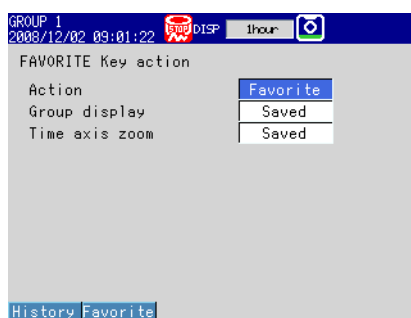 GROUP 1
2008/12/02 09:01:22 STOP DISP 1hour
FAVORITE Key action
Action Favorite
Group display Saved
Time axis zoom Saved
History Favorite